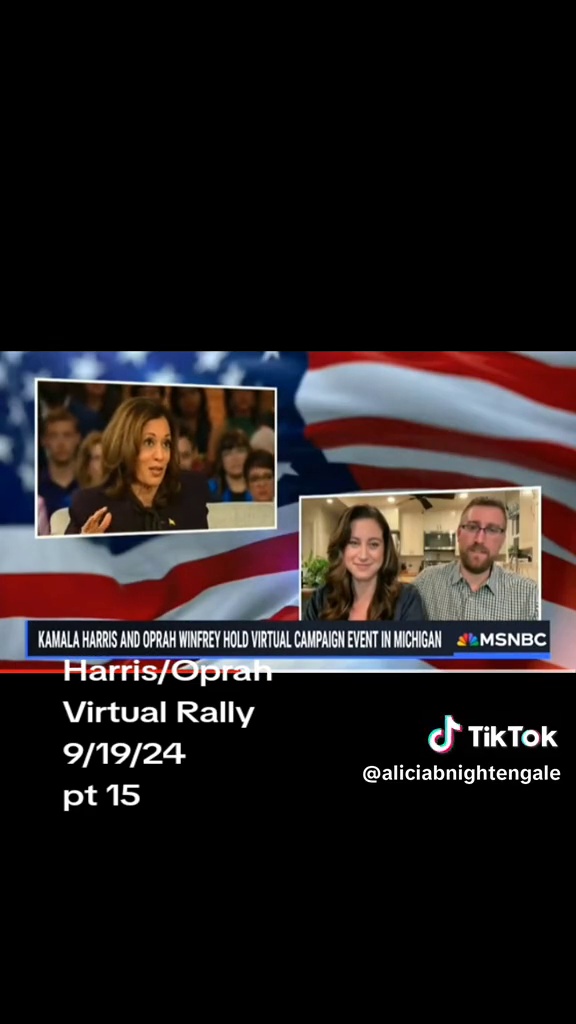 KAMALA HARRIS AND OPRAH WINFREY HOLD VIRTUAL CAMPAIGN EVENT IN MICHIGAN
MSNBC
Harris/Oprah
Virtual Rally
9/19/24
pt 15
TikTok
@aliciabnightengale